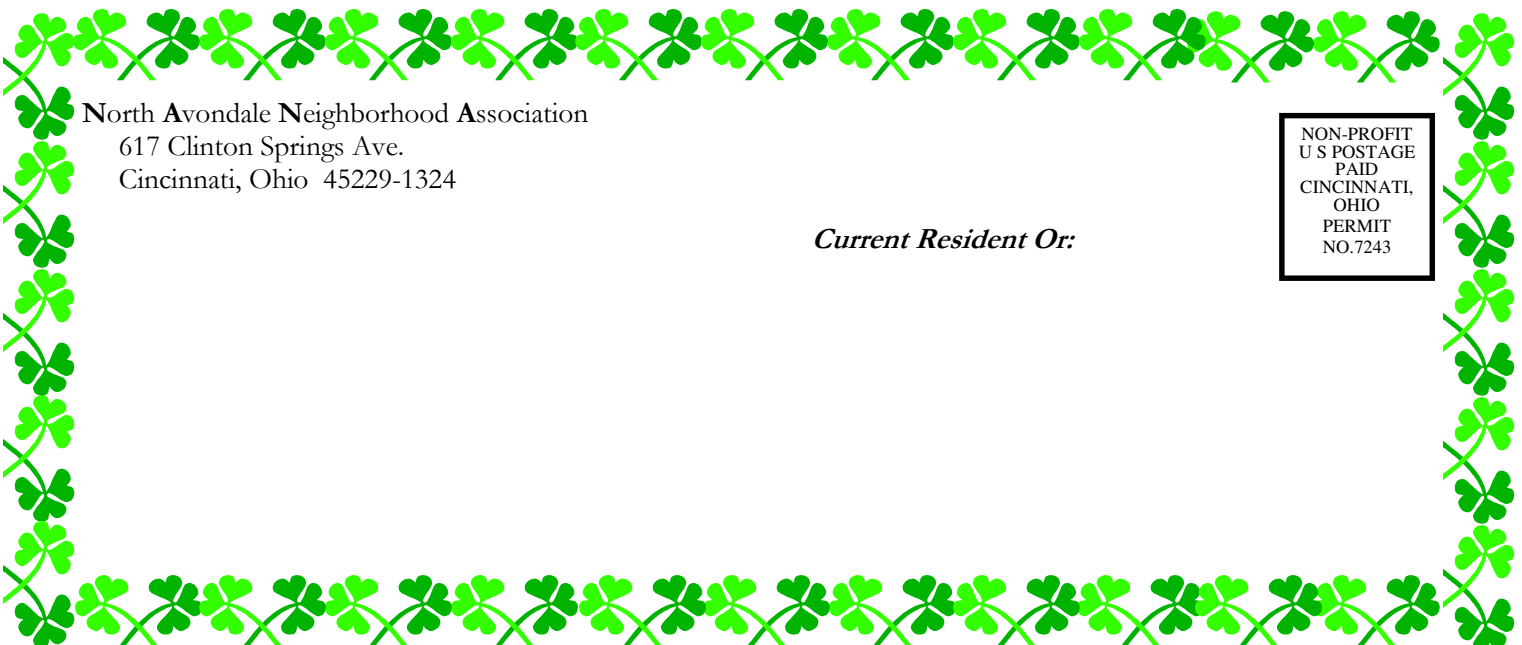 North Avondale Neighborhood Association
617 Clinton Springs Ave.
Cincinnati, Ohio 45229-1324
Current Resident Or:
NON-PROFIT
U S POSTAGE
PAID
CINCINNATI,
OHIO
PERMIT
NO.7243